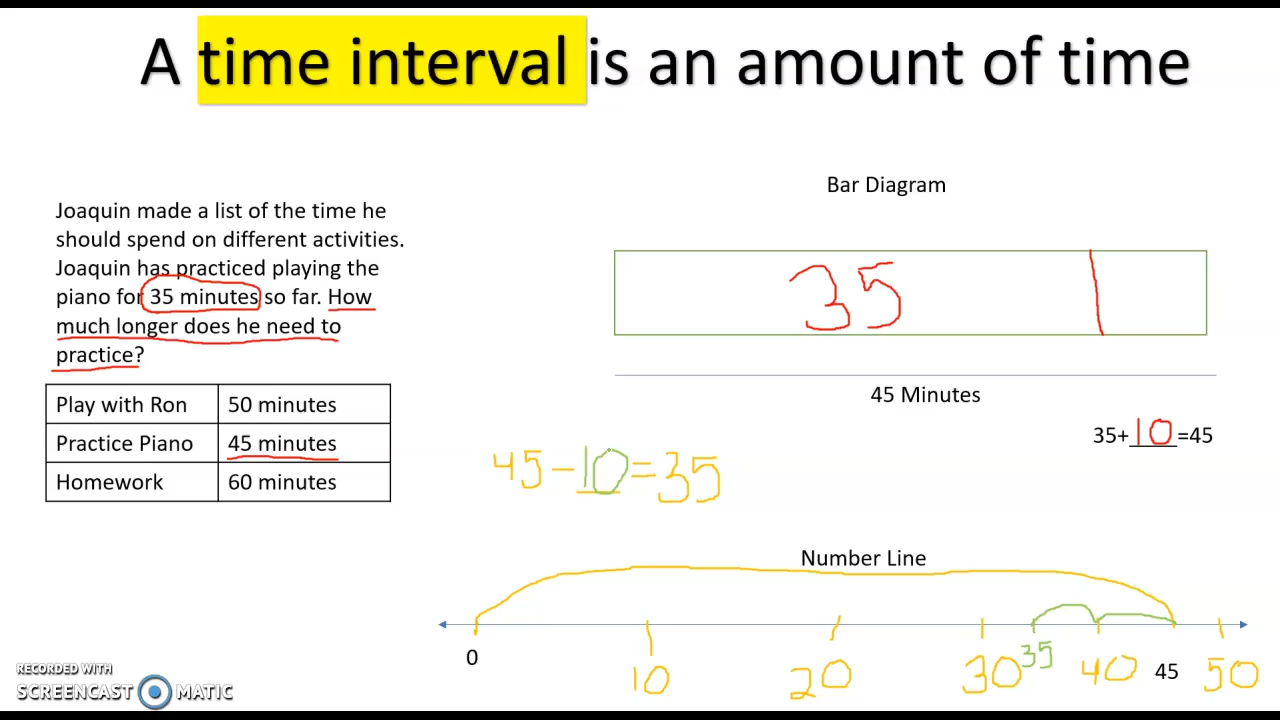 A time interval is an amount of time
Joaquin made a list of the time he
should spend on different activities.
Joaquin has practiced playing the
piano for 35 minutes so far. How
much longer does he need to
practice?
Play with Ron 50 minutes
Practice Piano 45 minutes
Homework 60 minutes
Bar Diagram
35
45 Minutes
35+10=45
45-10=35
Number Line
0 10 20 30 35 40 45 50
RECORDED WITH
SCREENCAST MATIC